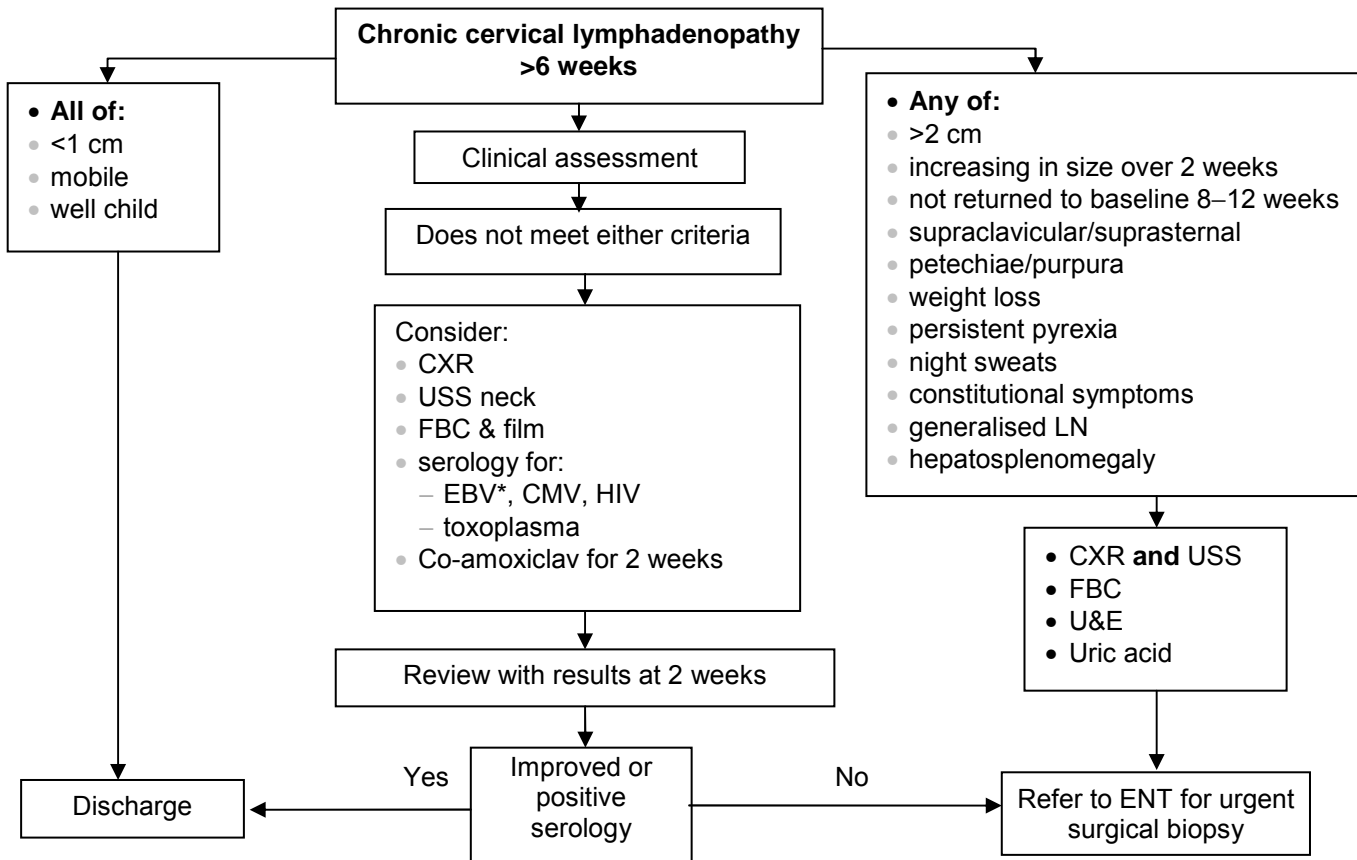 Chronic cervical lymphadenopathy
>6 weeks
• All of:
• <1 cm
• mobile
• well child
Clinical assessment
Does not meet either criteria
Consider:
• CXR
• USS neck
• FBC & film
• serology for:
– EBV*, CMV, HIV
– toxoplasma
• Co-amoxiclav for 2 weeks
Review with results at 2 weeks
• Any of:
• >2 cm
• increasing in size over 2 weeks
• not returned to baseline 8–12 weeks
• supraclavicular/suprasternal
• petechiae/purpura
• weight loss
• persistent pyrexia
• night sweats
• constitutional symptoms
• generalised LN
• hepatosplenomegaly
• CXR and USS
• FBC
• U&E
• Uric acid
Yes
Improved or
positive
serology
No
Discharge
Refer to ENT for urgent
surgical biopsy